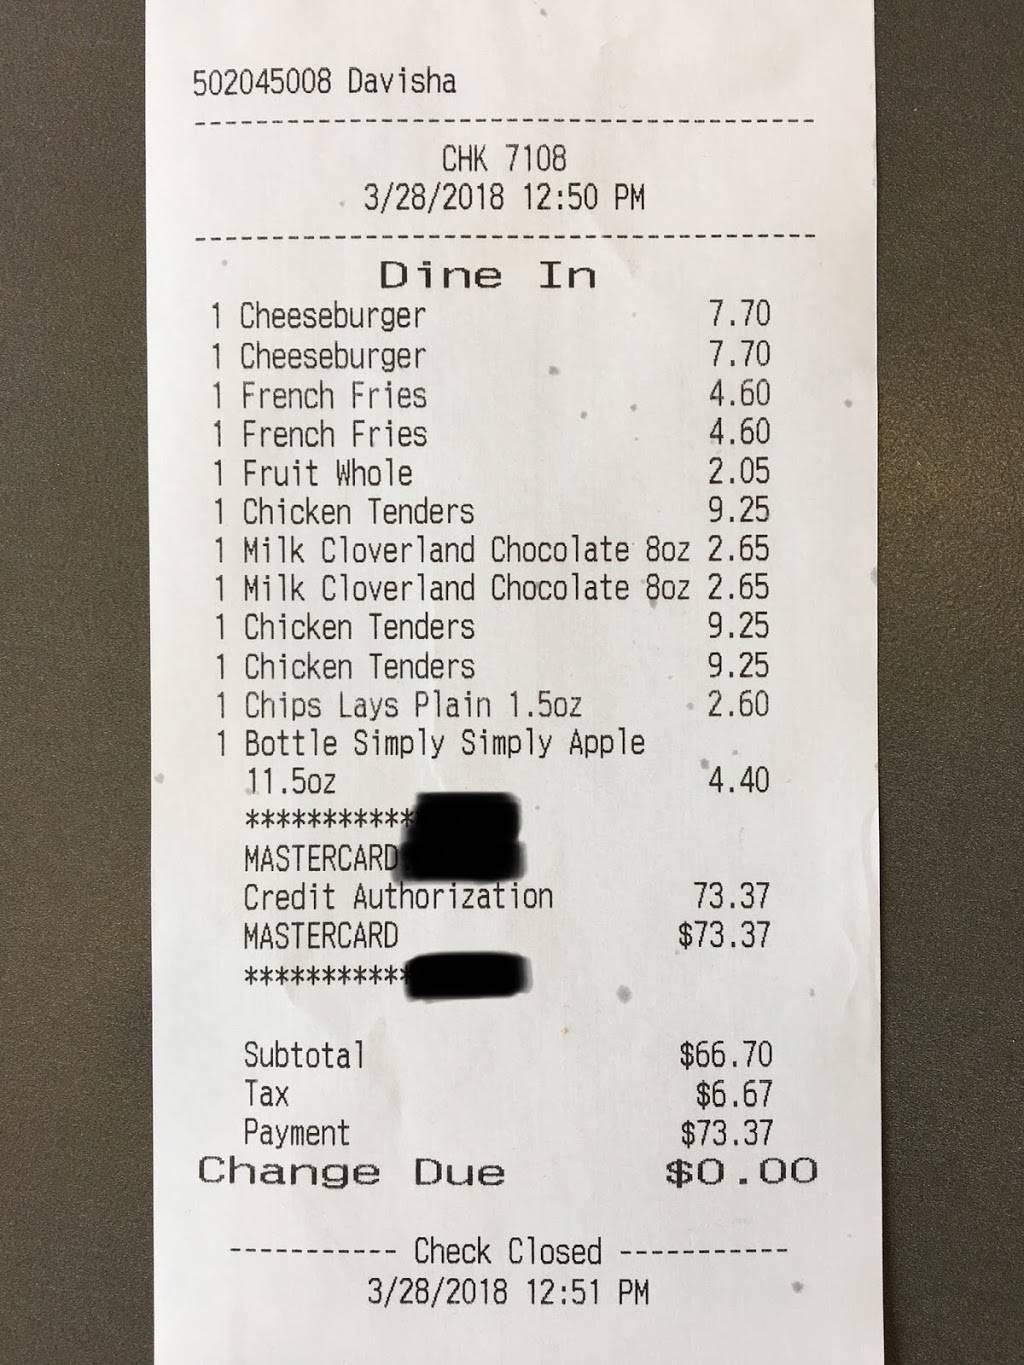 502045008 Davisha
----------------------------------------
CHK 7108
3/28/2018 12:50 PM
----------------------------------------
Dine In
1 Cheeseburger 7.70
1 Cheeseburger 7.70
1 French Fries 4.60
1 French Fries 4.60
1 Fruit Whole 2.05
1 Chicken Tenders 9.25
1 Milk Cloverland Chocolate 8oz 2.65
1 Milk Cloverland Chocolate 8oz 2.65
1 Chicken Tenders 9.25
1 Chicken Tenders 9.25
1 Chips Lays Plain 1.5oz 2.60
1 Bottle Simply Simply Apple
11.5oz 4.40
***********
MASTERCARD
Credit Authorization 73.37
MASTERCARD $73.37
***********
Subtotal $66.70
Tax $6.67
Payment $73.37
Change Due $0.00
----------- Check Closed -----------
3/28/2018 12:51 PM